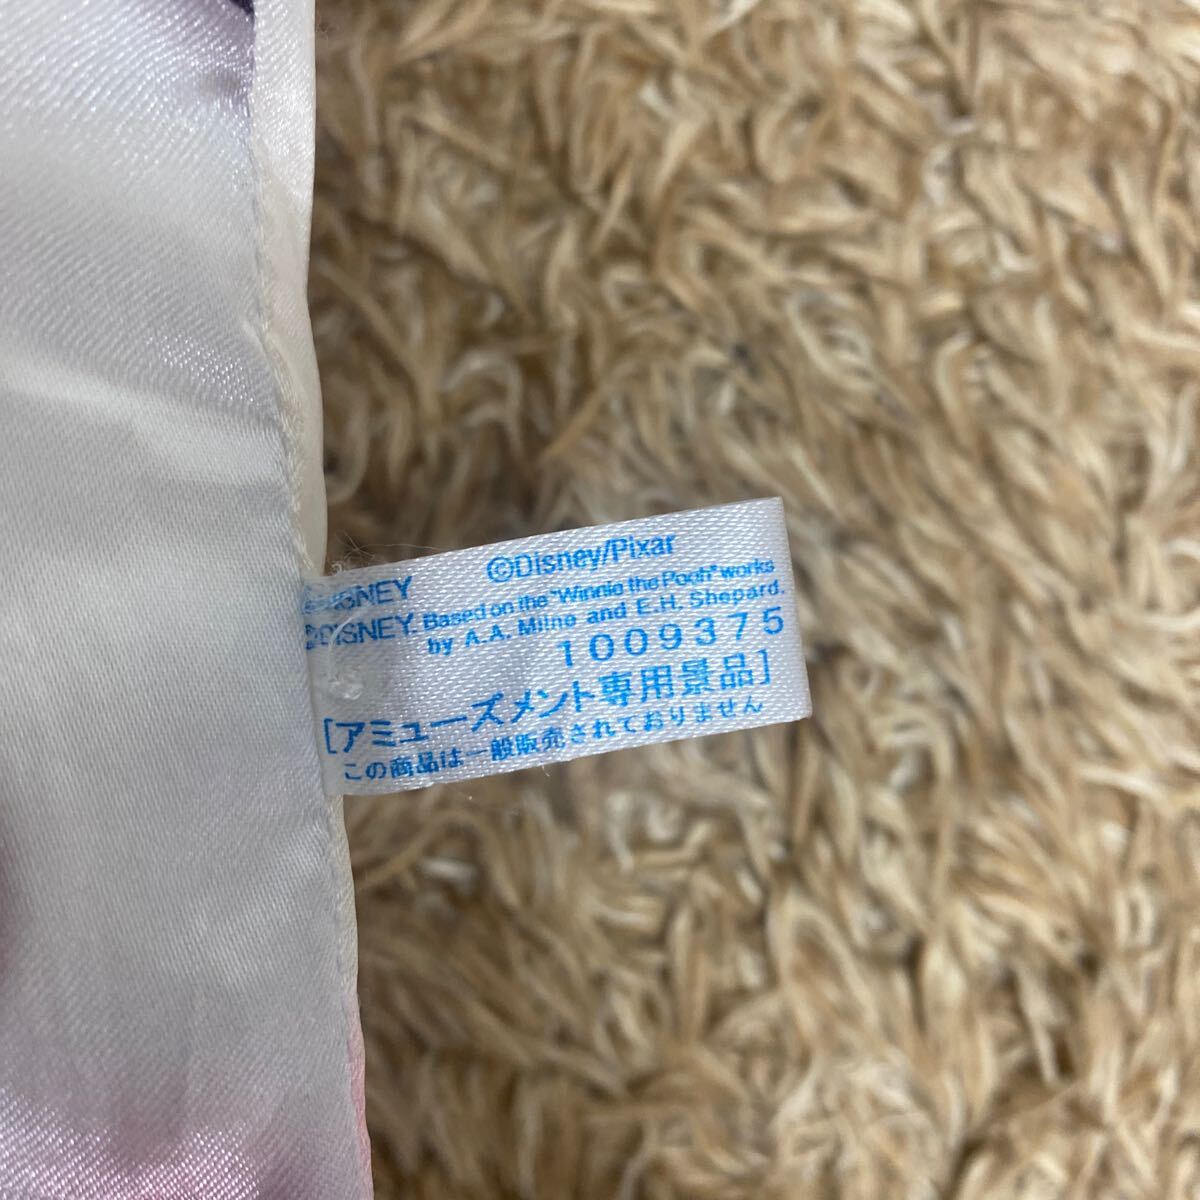 ©DISNEY ©Disney/Pixar
©DISNEY. Based on the "Winnie the Pooh" works
by A.A. Milne and E.H. Shepard.
1009375
[アミューズメント専用景品]
この商品は一般販売されておりません